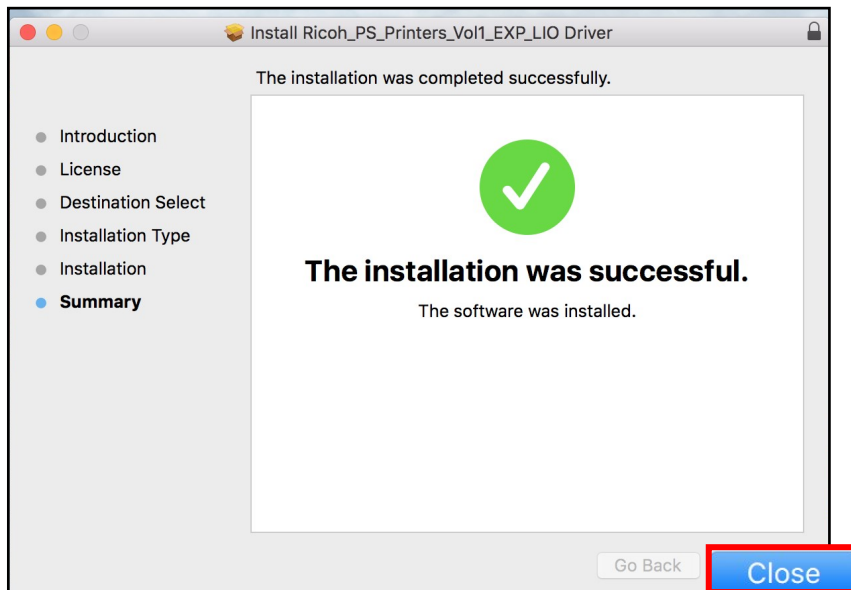 Install Ricoh_PS_Printers_Vol1_EXP_LIO Driver
The installation was completed successfully.
Introduction
License
Destination Select
Installation Type
Installation
Summary
The installation was successful.
The software was installed.
Go Back
Close